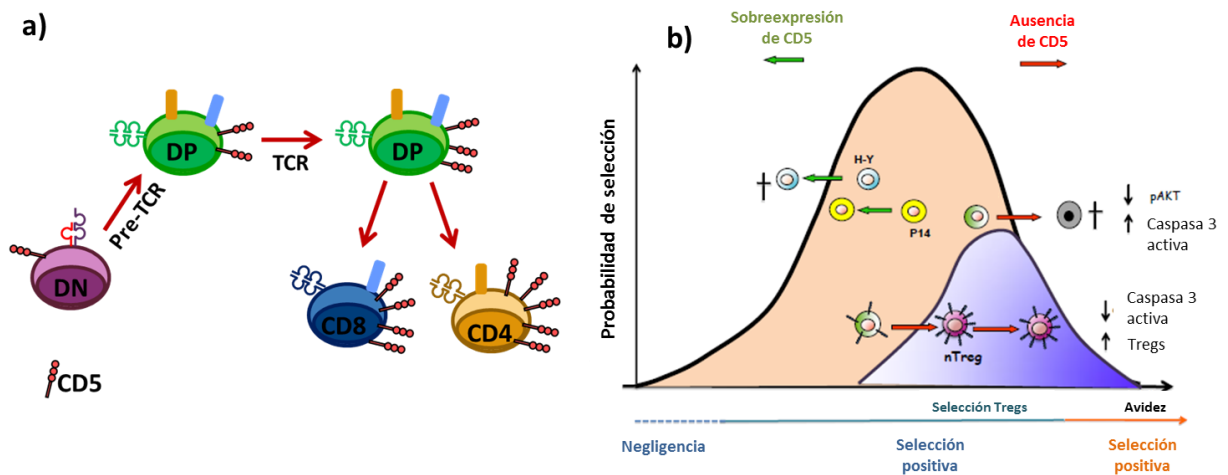 a)
DP
DP
TCR
Pre-TCR
DN
CD8
CD4
CD5
b)
Sobreexpresión
de CD5
Ausencia
de CD5
Probabilidad de selección
H-Y
P14
pAKT
Caspasa 3
activa
nTreg
Caspasa 3
activa
Tregs
Selección Tregs
Avidez
Negligencia
Selección
positiva
Selección
positiva